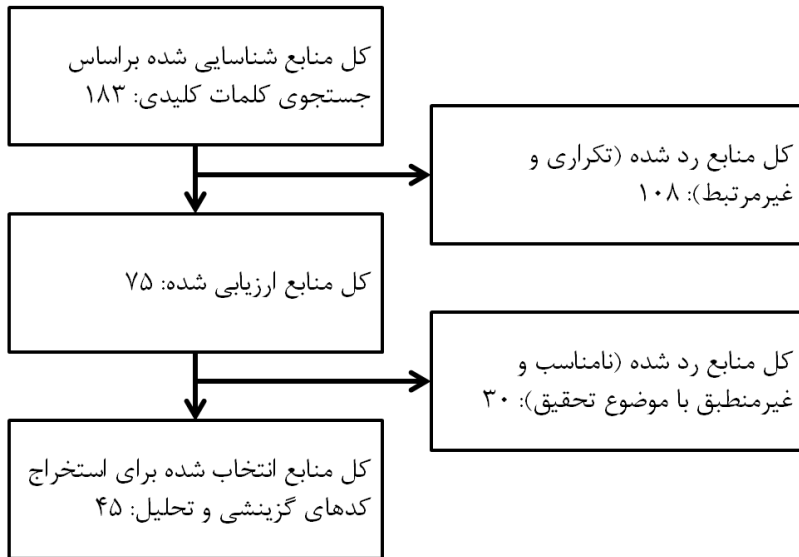 کل منابع شناسایی شده براساس
جستجوی کلمات کلیدی: ۱۸۳
کل منابع رد شده (تکراری و
غیرمرتبط): ۱۰۸
کل منابع ارزیابی شده: ۷۵
کل منابع رد شده (نامناسب و
غیرمنطبق با موضوع تحقیق): ۳۰
کل منابع انتخاب شده برای استخراج
کدهای گزینشی و تحلیل: ۴۵